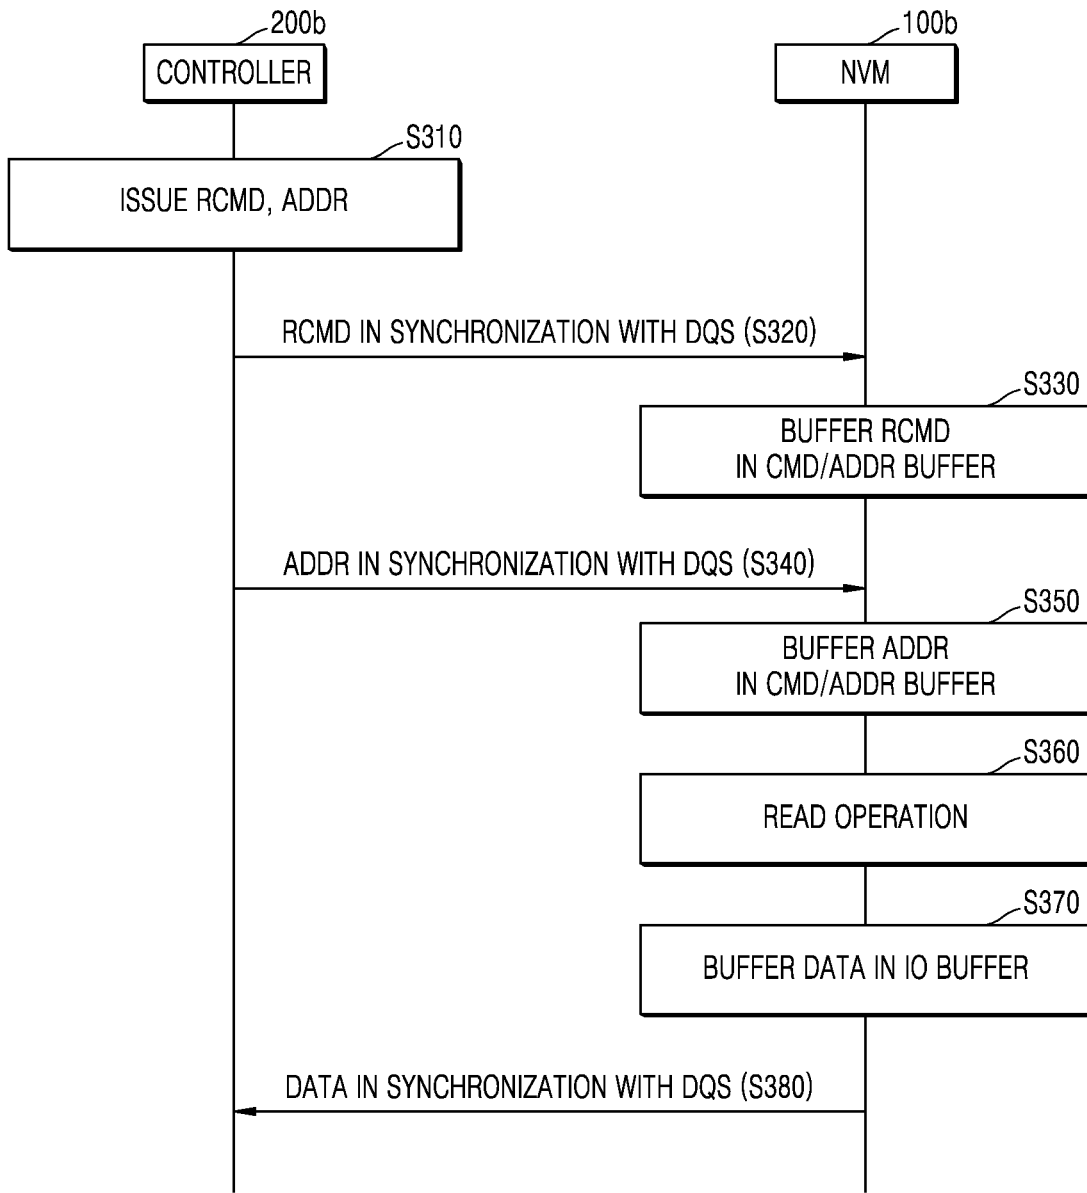 200b
100b
CONTROLLER
NVM
S310
ISSUE RCMD, ADDR
RCMD IN SYNCHRONIZATION WITH DQS (S320)
S330
BUFFER RCMD
IN CMD/ADDR BUFFER
ADDR IN SYNCHRONIZATION WITH DQS (S340)
S350
BUFFER ADDR
IN CMD/ADDR BUFFER
S360
READ OPERATION
S370
BUFFER DATA IN IO BUFFER
DATA IN SYNCHRONIZATION WITH DQS (S380)